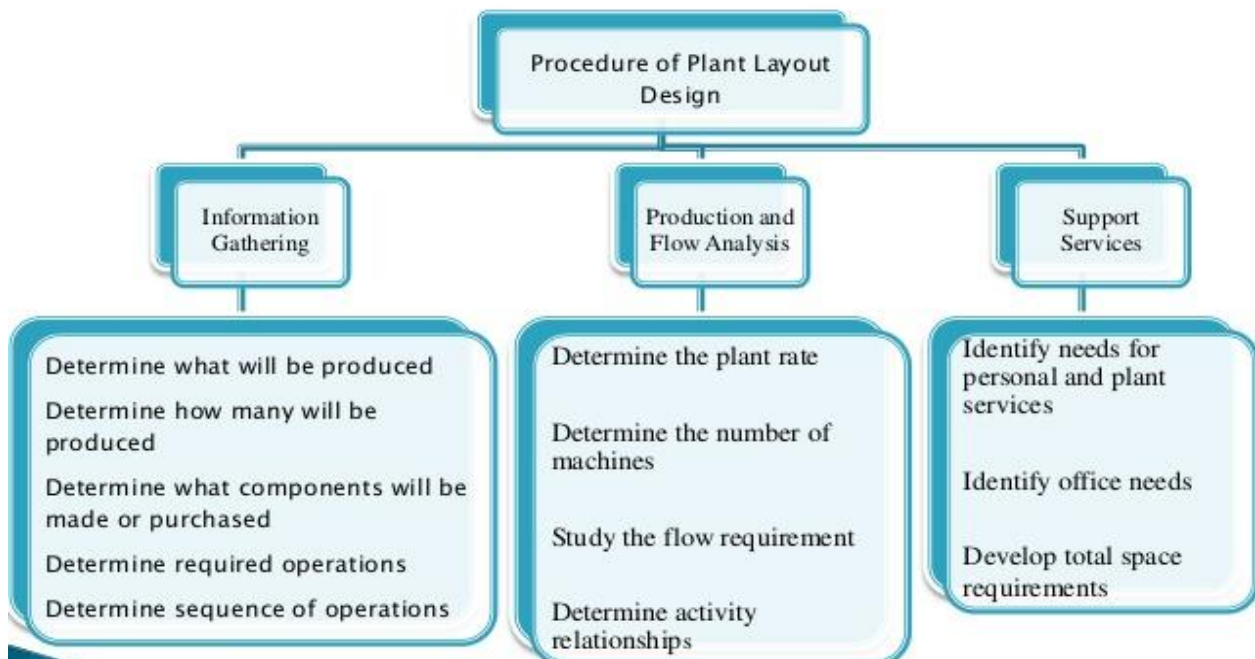 Procedure of Plant Layout
Design
Information
Gathering
Production and
Flow Analysis
Support
Services
Determine what will be produced
Determine how many will be
produced
Determine what components will be
made or purchased
Determine required operations
Determine sequence of operations
Determine the plant rate
Determine the number of
machines
Study the flow requirement
Determine activity
relationships
Identify needs for
personal and plant
services
Identify office needs
Develop total space
requirements